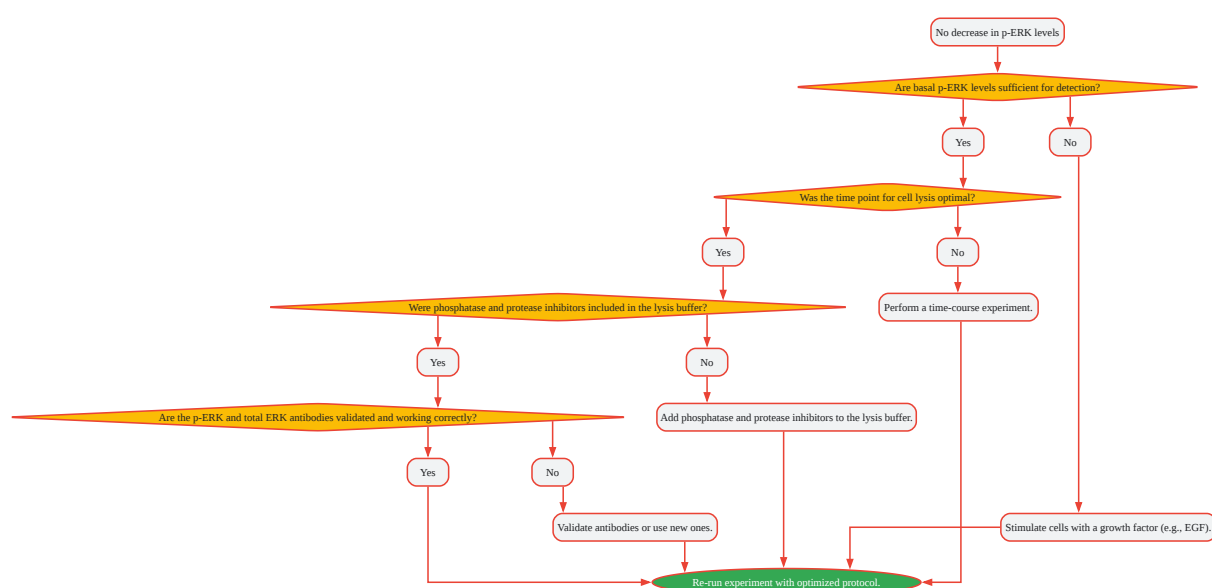 No decrease in p-ERK levels
Are basal p-ERK levels sufficient for detection?
Yes
No
Was the time point for cell lysis optimal?
Yes
No
Were phosphatase and protease inhibitors included in the lysis buffer?
Perform a time-course experiment.
Yes
No
Are the p-ERK and total ERK antibodies validated and working correctly?
Add phosphatase and protease inhibitors to the lysis buffer.
Yes
No
Validate antibodies or use new ones.
Stimulate cells with a growth factor (e.g., EGF).
Re-run experiment with optimized protocol.